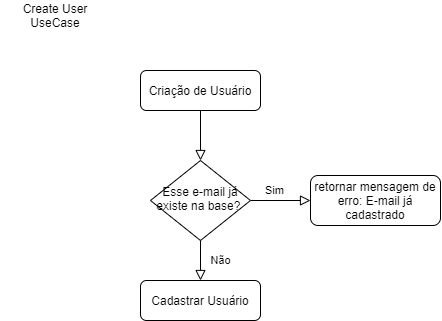 Create User
UseCase
Criação de Usuário
Esse e-mail já
existe na base?
Sim
retornar mensagem de
erro: E-mail já
cadastrado
Não
Cadastrar Usuário